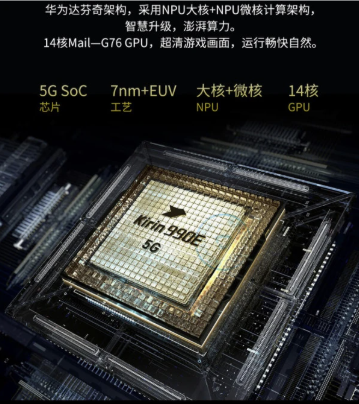 华为达芬奇架构，采用NPU大核+NPU微核计算架构，
智慧升级，澎湃算力。
14核Mail—G76 GPU，超清游戏画面，运行畅快自然。
5G SoC 7nm+EUV 大核+微核 14核
芯片 工艺 NPU GPU
Kirin 990E
5G